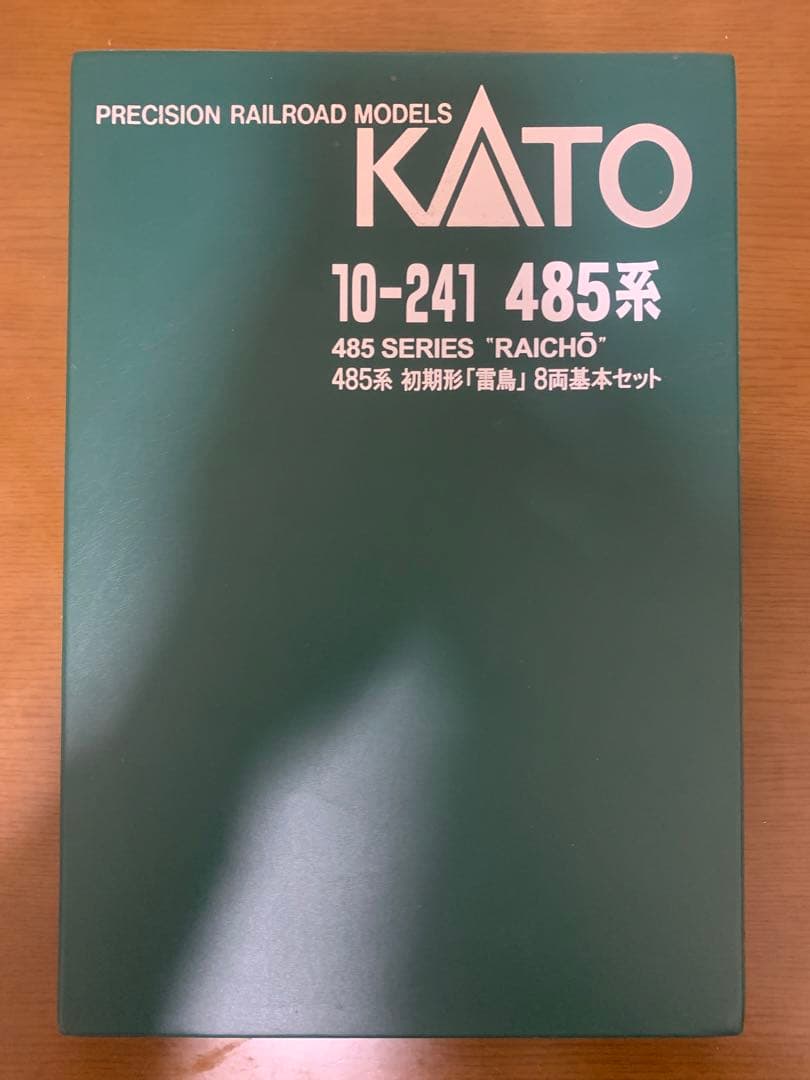 PRECISION RAILROAD MODELS
KATO
10-241 485系
485 SERIES "RAICHŌ"
485系 初期形「雷鳥」 8両基本セット